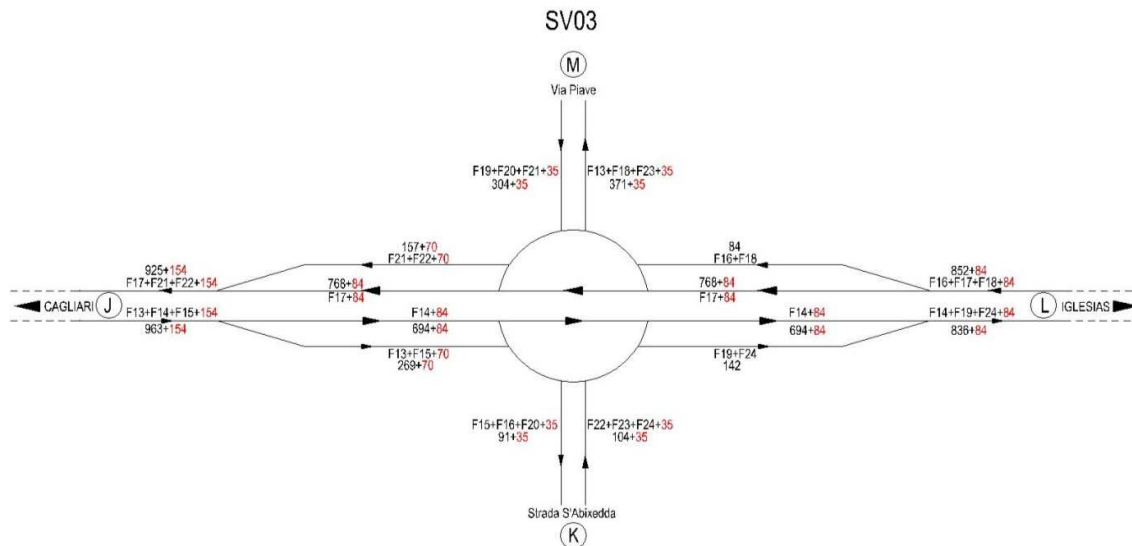 SV03
M
Via Piave
F19+F20+F21+35
304+35
F13+F18+F23+35
371+35
157+70
F21+F22+70
84
F16+F18
925+154
F17+F21+F22+154
768+84
F17+84
768+84
F17+84
852+84
F16+F17+F18+84
CAGLIARI
J
L
IGLESIAS
F13+F14+F15+154
963+154
F14+84
694+84
F14+84
694+84
F14+F19+F24+84
836+84
F13+F15+70
269+70
F19+F24
142
F15+F16+F20+35
91+35
F22+F23+F24+35
104+35
Strada S'Abixedda
K